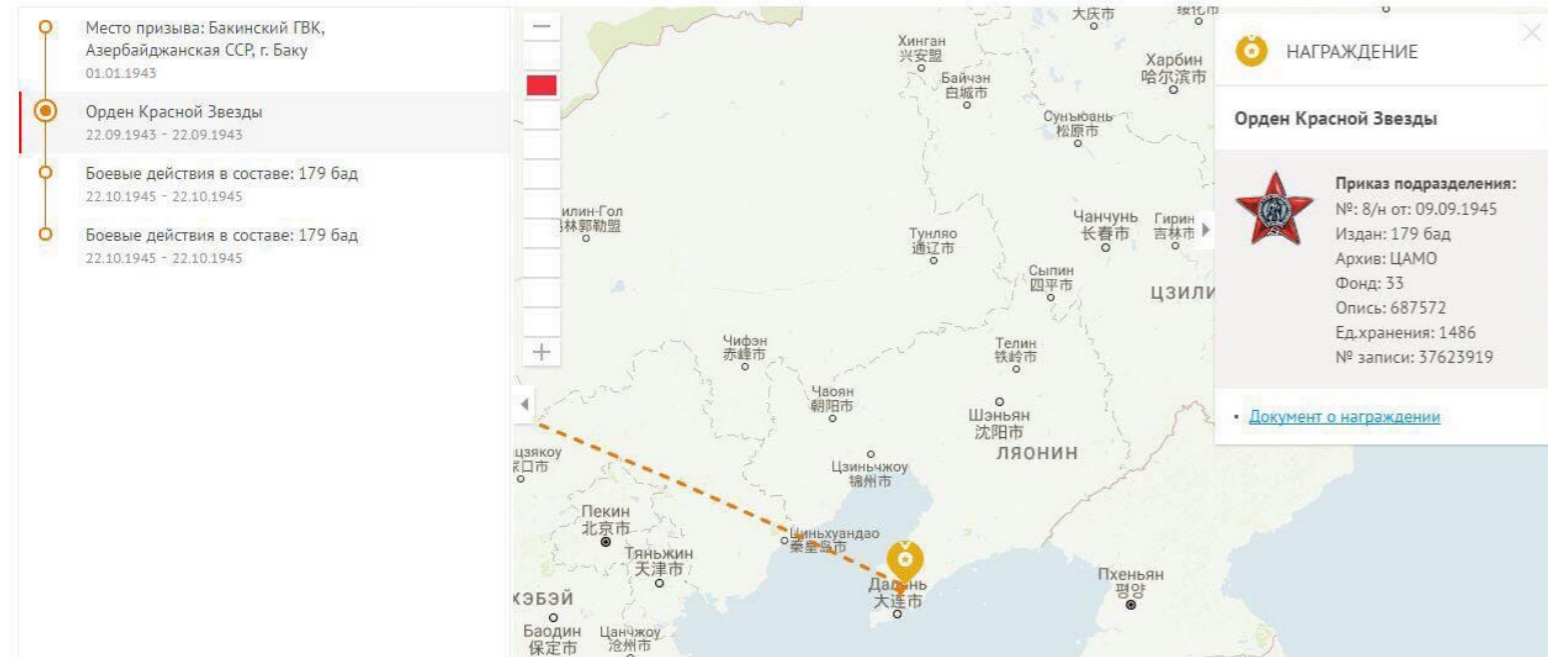 Место призыва: Бакинский ГВК,
Азербайджанская ССР, г. Баку
01.01.1943
Орден Красной Звезды
22.09.1943 - 22.09.1943
Боевые действия в составе: 179 бад
22.10.1945 - 22.10.1945
Боевые действия в составе: 179 бад
22.10.1945 - 22.10.1945
大庆市
Хинган
兴安盟
Харбин
哈尔滨市
Байчэн
白城市
松原市
Чанчунь
长春市
Гирин
吉林市
Тунляо
通辽市
Сыпин
四平市
ЦЗИЛИ
Чифэн
赤峰市
Телин
铁岭市
Чаоян
朝阳市
Шэньян
沈阳市
ЛЯОНИН
Цзиньчжоу
锦州市
Пекин
北京市
Циньхуандао
秦皇岛市
Тяньжин
天津市
Далянь
大连市
Пхеньян
평양
ХЭБЭЙ
Баодин
保定市
Цанчжоу
沧州市
НАГРАЖДЕНИЕ
Орден Красной Звезды
Приказ подразделения:
№: 8/н от: 09.09.1945
Издан: 179 бад
Архив: ЦАМО
Фонд: 33
Опись: 687572
Ед.хранения: 1486
№ записи: 37623919
Документ о награждении